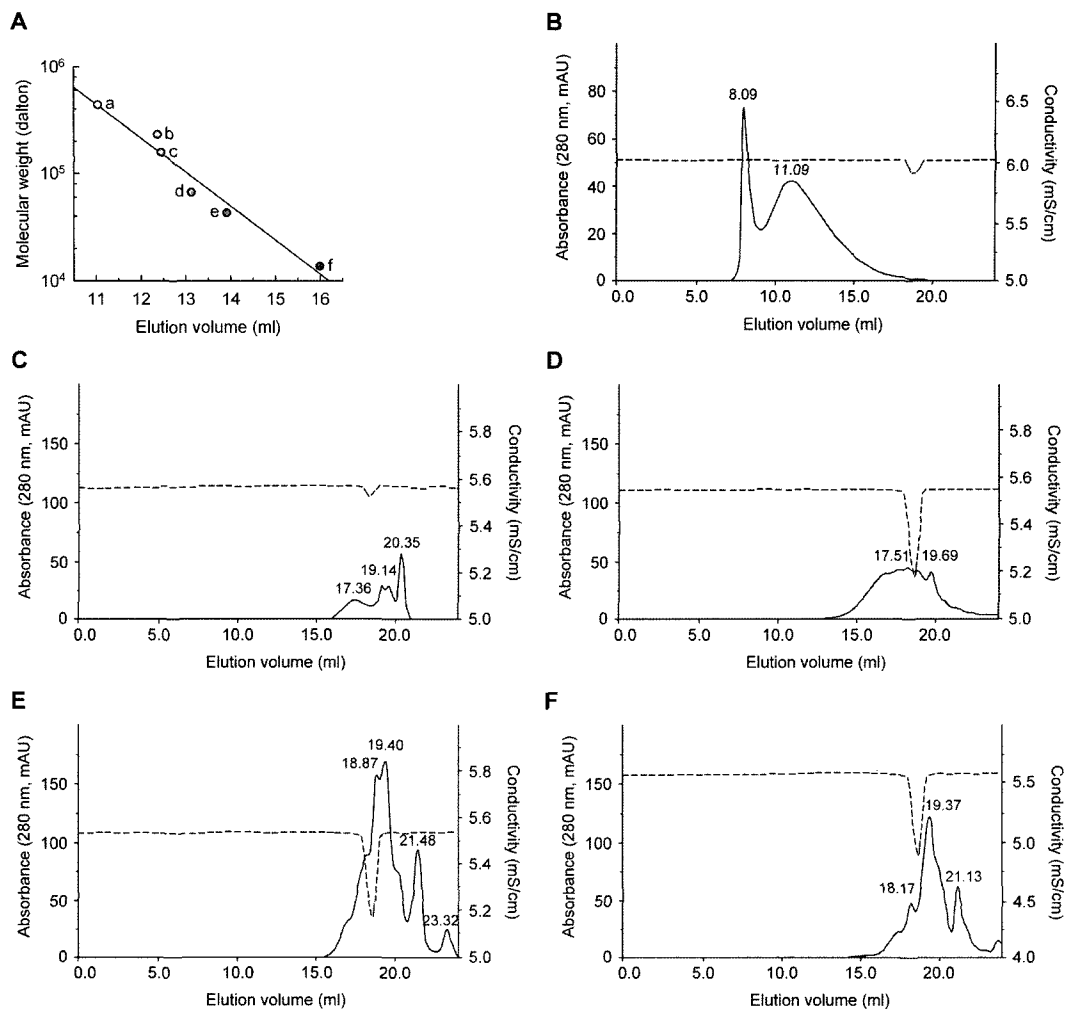 A
Molecular weight (dalton)
10^6
10^5
10^4
a
b
c
d
e
f
11 12 13 14 15 16
Elution volume (ml)
B
Absorbance (280 nm, mAU)
80
60
40
20
0
8.09
11.09
6.5
6.0
5.5
5.0
Conductivity (mS/cm)
0.0 5.0 10.0 15.0 20.0
Elution volume (ml)
C
Absorbance (280 nm, mAU)
150
100
50
0
17.36
19.14
20.35
5.8
5.6
5.4
5.2
5.0
Conductivity (mS/cm)
0.0 5.0 10.0 15.0 20.0
Elution volume (ml)
D
Absorbance (280 nm, mAU)
150
100
50
0
17.51
19.69
5.8
5.6
5.4
5.2
5.0
Conductivity (mS/cm)
0.0 5.0 10.0 15.0 20.0
Elution volume (ml)
E
Absorbance (280 nm, mAU)
150
100
50
0
18.87
19.40
21.48
23.32
5.8
5.6
5.4
5.2
5.0
Conductivity (mS/cm)
0.0 5.0 10.0 15.0 20.0
Elution volume (ml)
F
Absorbance (280 nm, mAU)
150
100
50
0
18.17
19.37
21.13
5.5
5.0
4.5
4.0
Conductivity (mS/cm)
0.0 5.0 10.0 15.0 20.0
Elution volume (ml)